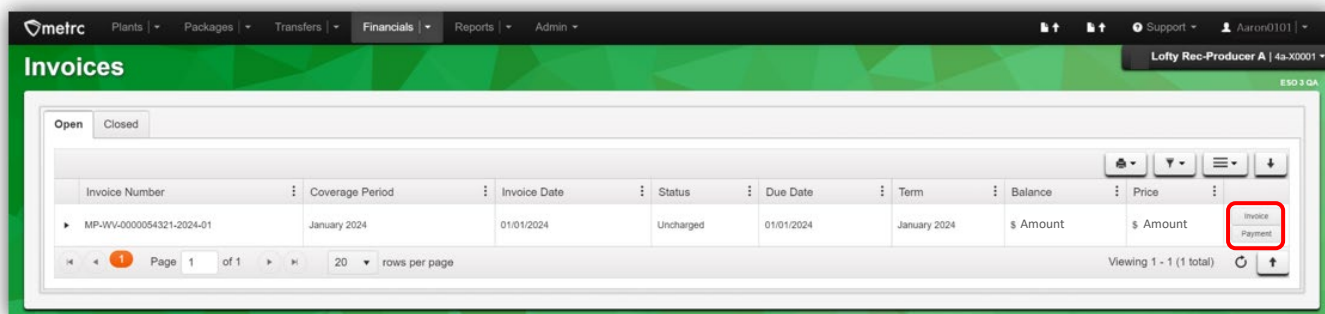 metrc Plants Packages Transfers Financials Reports Admin Support Aaron0101
Invoices
Lofty Rec-Producer A | 4a-X0001
ESO 3 QA
Open Closed
Invoice Number Coverage Period Invoice Date Status Due Date Term Balance Price
MP-WV-0000054321-2024-01 January 2024 01/01/2024 Uncharged 01/01/2024 January 2024 $ Amount $ Amount
Invoice
Payment
1 Page 1 of 1 20 rows per page Viewing 1 - 1 (1 total)